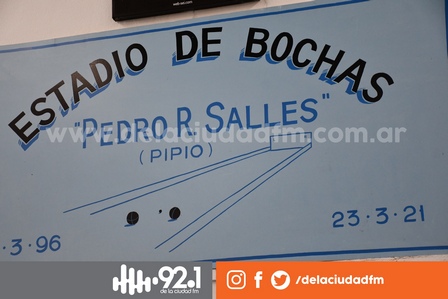 ESTADIO DE BOCHAS
"PEDRO R. SALLES"
(PIPIO)
www.delaciudadfm.com.ar
23·3·21
·3·96
92.1
de la ciudad fm
/delaciudadfm